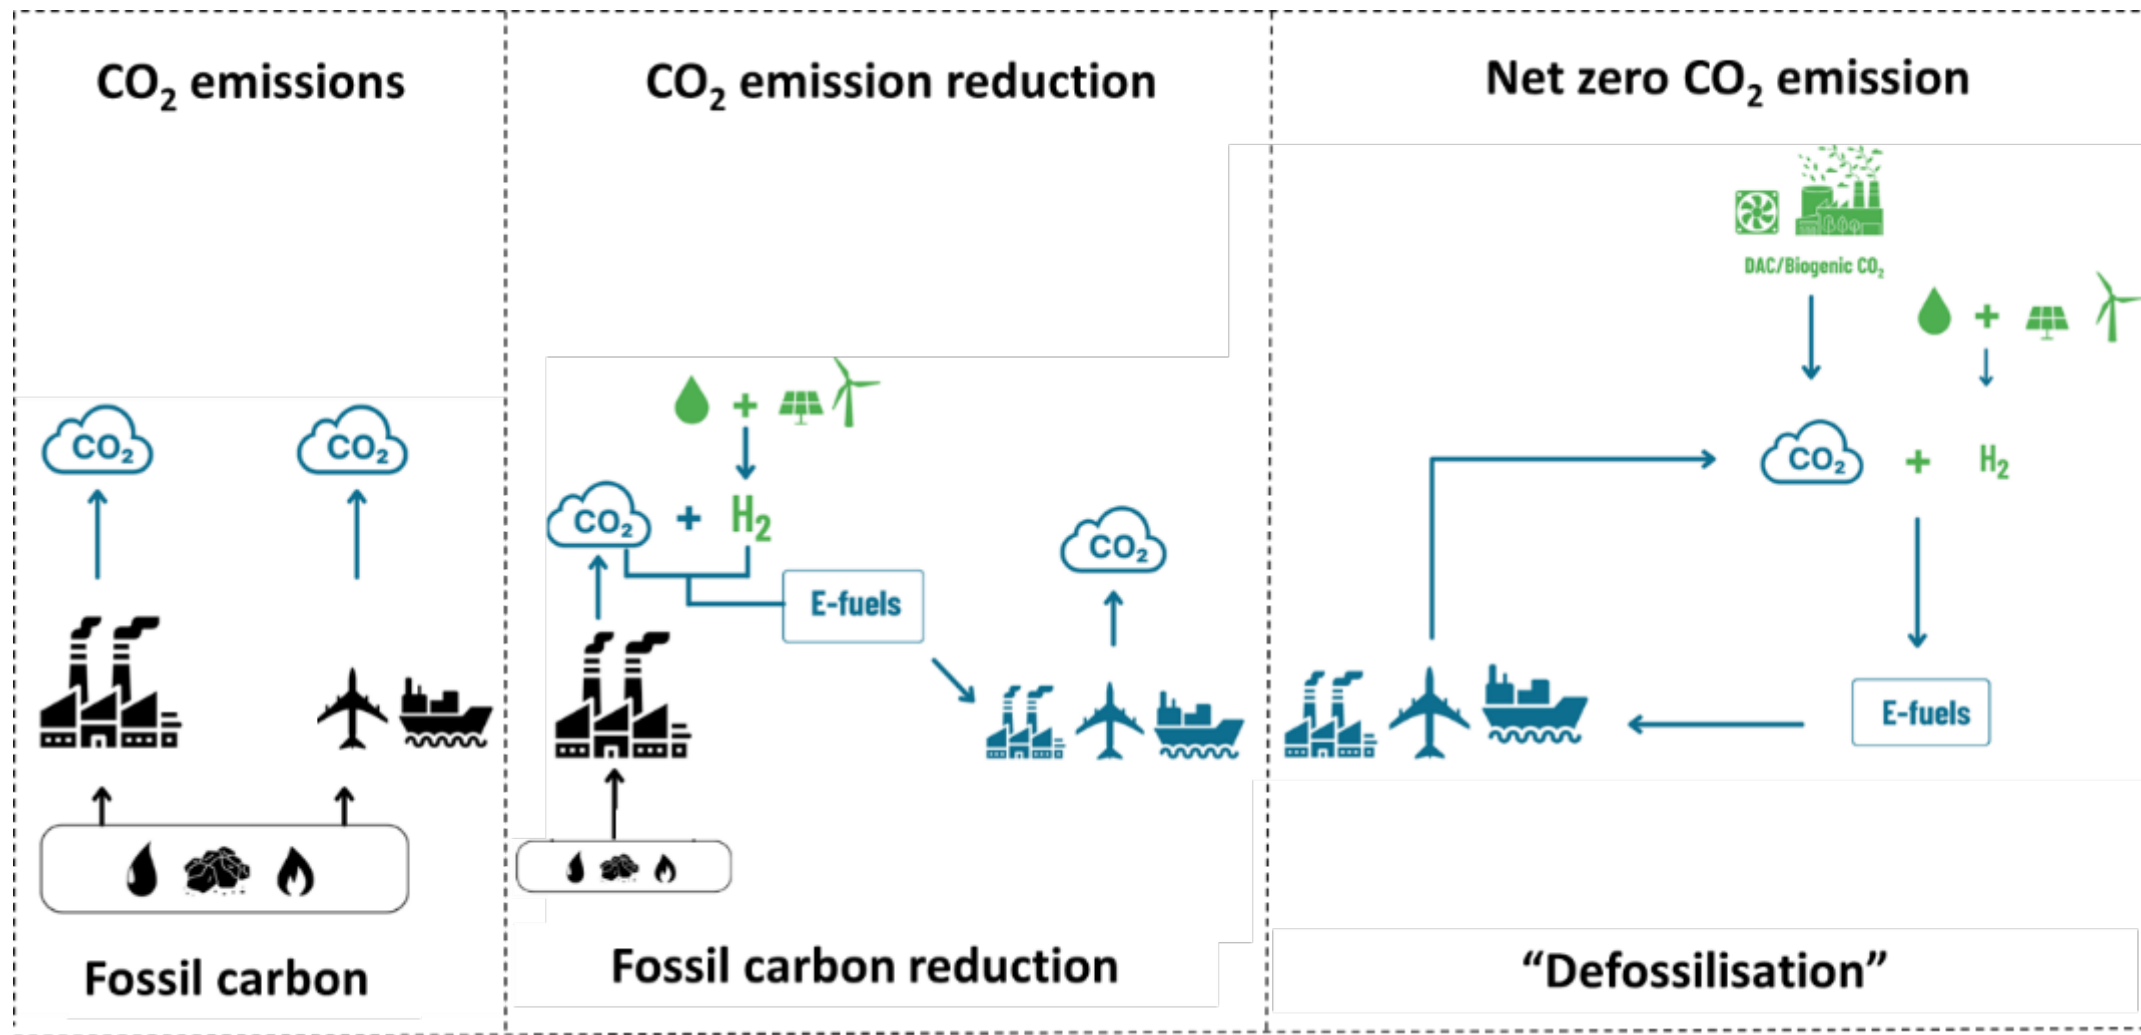 CO₂ emissions
CO₂
CO₂
Fossil carbon
CO₂ emission reduction
CO₂ + H₂
E-fuels
CO₂
Fossil carbon reduction
Net zero CO₂ emission
DAC/Biogenic CO₂
+
CO₂ + H₂
E-fuels
“Defossilisation”